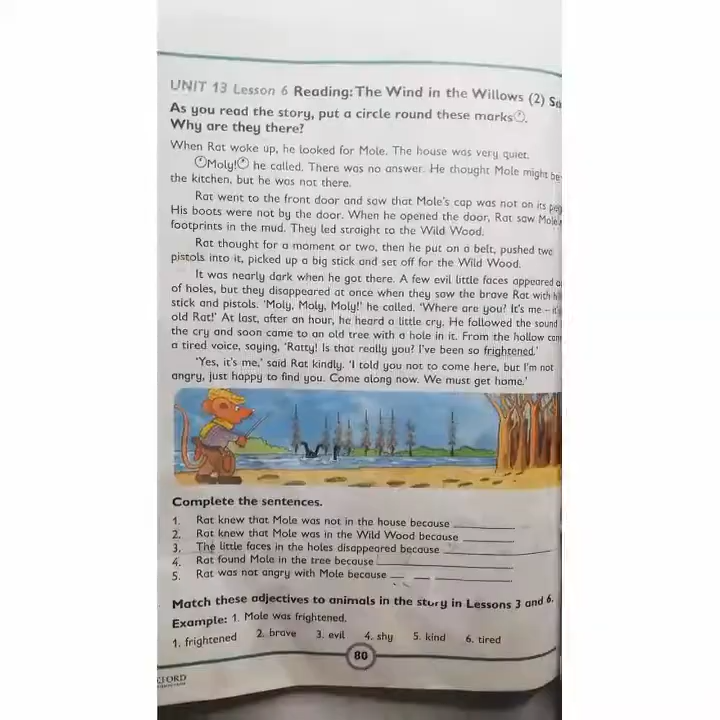 UNIT 13 Lesson 6 Reading: The Wind in the Willows (2)
As you read the story, put a circle round these marks '.
Why are they there?
When Rat woke up, he looked for Mole. The house was very quiet.
'Moly!' he called. There was no answer. He thought Mole might be
the kitchen, but he was not there.
Rat went to the front door and saw that Mole's cap was not on its peg
His boots were not by the door. When he opened the door, Rat saw Mole's
footprints in the mud. They led straight to the Wild Wood.
Rat thought for a moment or two, then he put on a belt, pushed two
pistols into it, picked up a big stick and set off for the Wild Wood.
It was nearly dark when he got there. A few evil little faces appeared
of holes, but they disappeared at once when they saw the brave Rat with
stick and pistols. 'Moly, Moly, Moly!' he called. 'Where are you? It's me –
old Rat!' At last, after an hour, he heard a little cry. He followed the sound
the cry and soon came to an old tree with a hole in it. From the hollow
a tired voice, saying, 'Ratty! Is that really you? I've been so frightened.'
'Yes, it's me,' said Rat kindly. 'I told you not to come here, but I'm not
angry, just happy to find you. Come along now. We must get home.'
Complete the sentences.
1. Rat knew that Mole was not in the house because ________
2. Rat knew that Mole was in the Wild Wood because ________
3. The little faces in the holes disappeared because ________
4. Rat found Mole in the tree because ________
5. Rat was not angry with Mole because ________
Match these adjectives to animals in the story in Lessons 3 and 6.
Example: 1. Mole was frightened.
1. frightened 2. brave 3. evil 4. shy 5. kind 6. tired
80